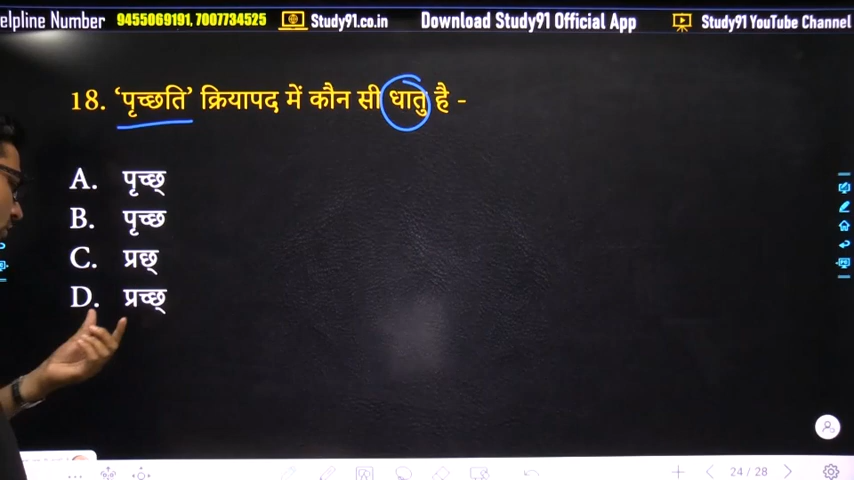 elpline Number 9455069191, 7007734525 Study91.co.in Download Study91 Official App Study91 YouTube Channel
18. ‘पृच्छति’ क्रियापद में कौन सी धातु है -
A. पृच्छ्
B. पृच्छ
C. प्रछ्
D. प्रच्छ्
24 / 28